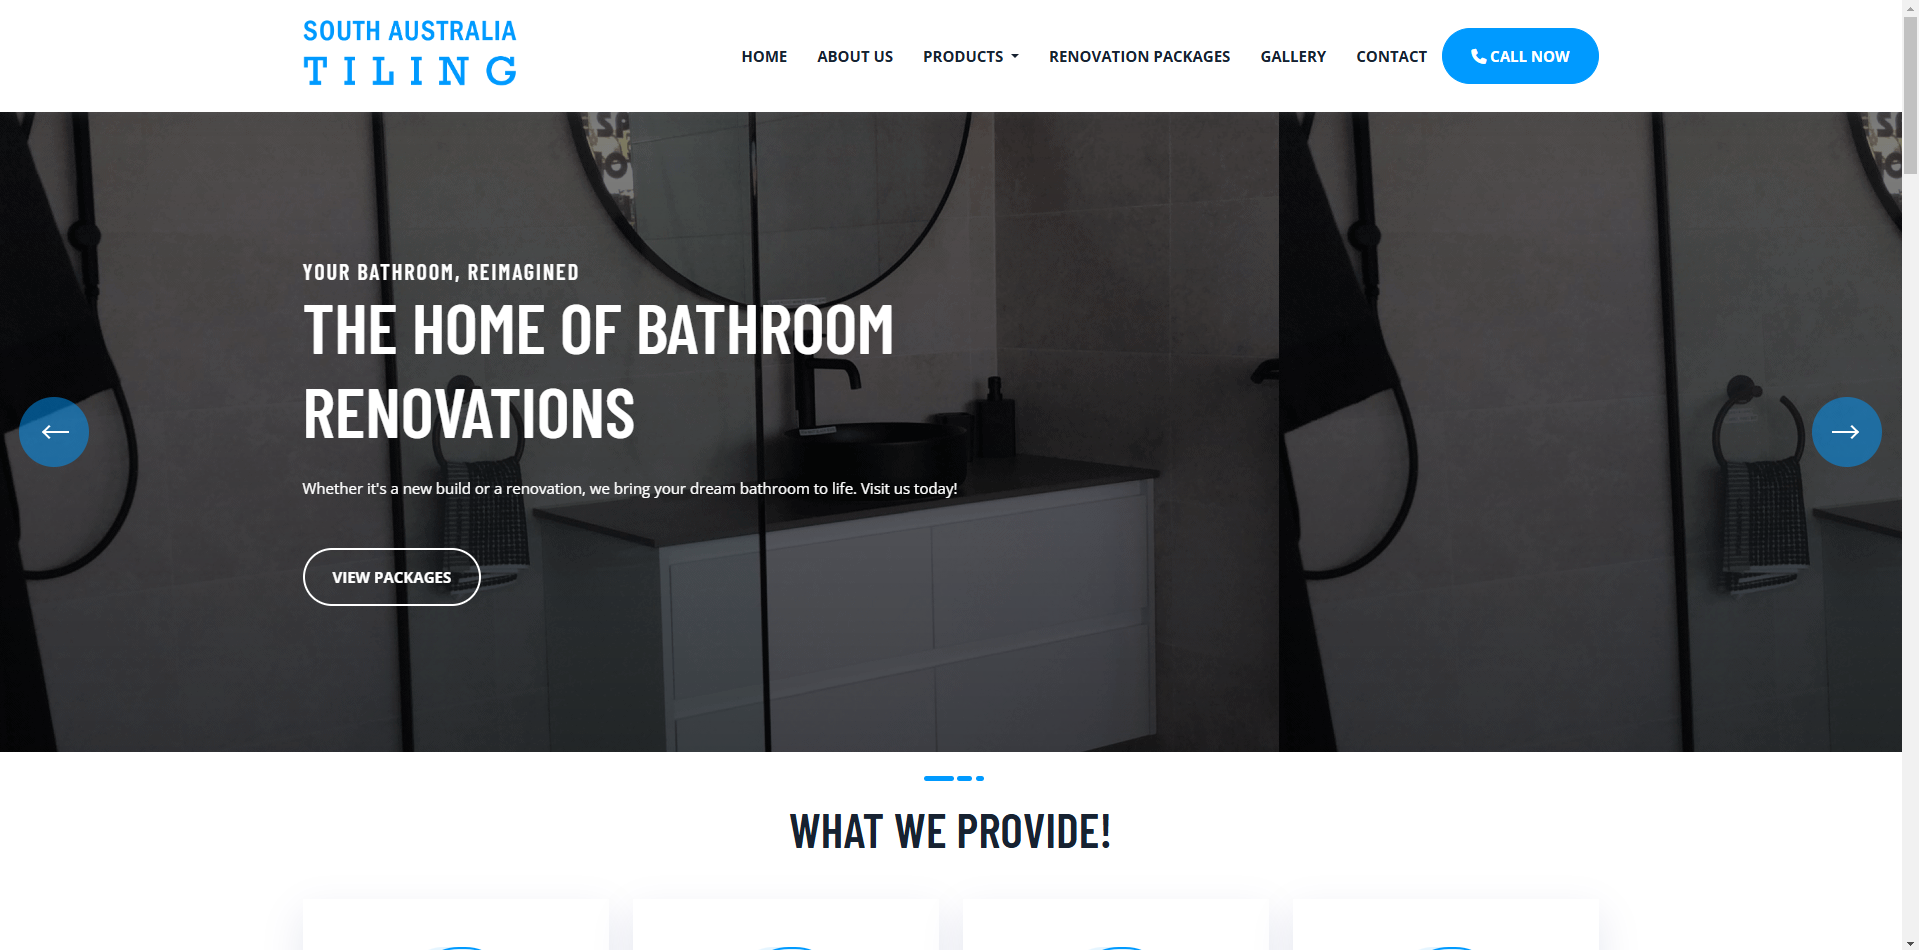 SOUTH AUSTRALIA
TILING
HOME ABOUT US PRODUCTS RENOVATION PACKAGES GALLERY CONTACT CALL NOW
YOUR BATHROOM, REIMAGINED
THE HOME OF BATHROOM
RENOVATIONS
Whether it's a new build or a renovation, we bring your dream bathroom to life. Visit us today!
VIEW PACKAGES
WHAT WE PROVIDE!